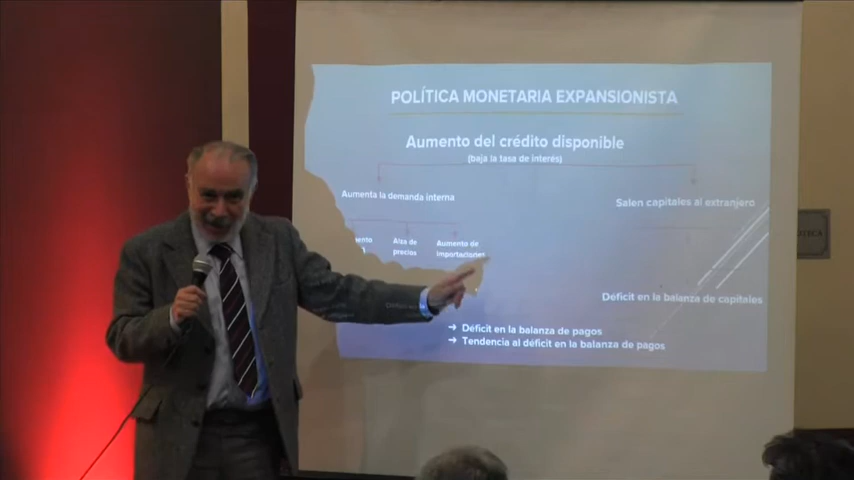 POLÍTICA MONETARIA EXPANSIONISTA
Aumento del crédito disponible
(baja la tasa de interés)
Aumenta la demanda interna
Salen capitales al extranjero
Alza de precios
Aumento de importaciones
Déficit en la balanza de capitales
→ Déficit en la balanza de pagos
→ Tendencia al déficit en la balanza de pagos